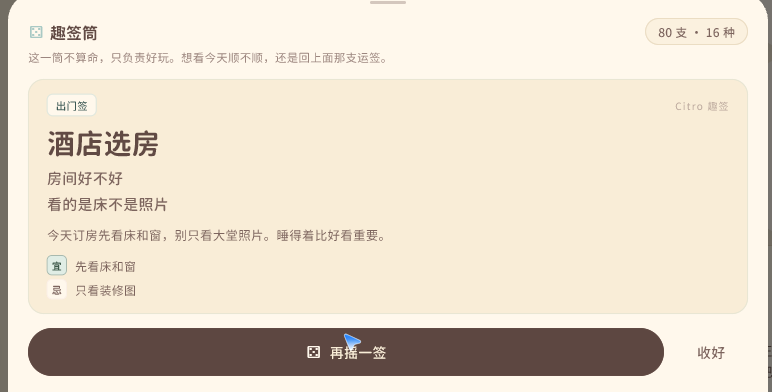 趣签筒
80 支 · 16 种
这一筒不算命，只负责好玩。想看今天顺不顺，还是回上面那支运签。
出门签
Citro 趣签
酒店选房
房间好不好
看的是床不是照片
今天订房先看床和窗，别只看大堂照片。睡得着比好看重要。
宜 先看床和窗
忌 只看装修图
再摇一签
收好